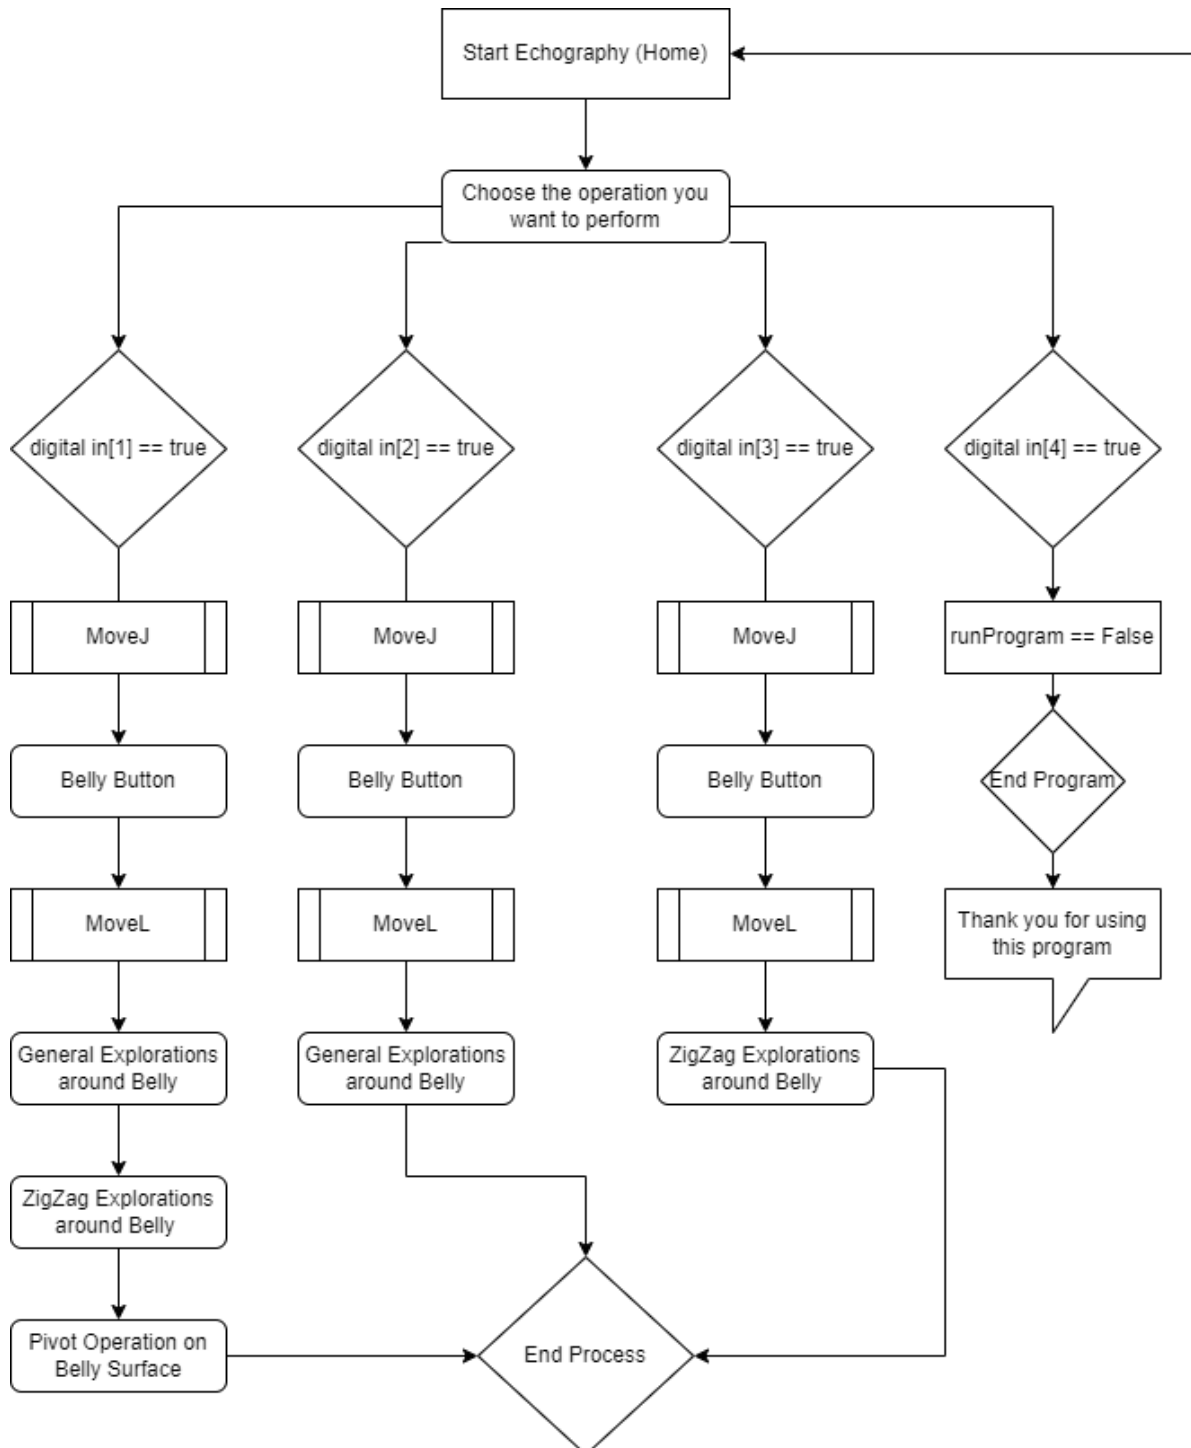 Start Echography (Home)
Choose the operation you
want to perform
digital in[1] == true
digital in[2] == true
digital in[3] == true
digital in[4] == true
MoveJ
MoveJ
MoveJ
runProgram == False
Belly Button
Belly Button
Belly Button
End Program
MoveL
MoveL
MoveL
Thank you for using
this program
General Explorations
around Belly
General Explorations
around Belly
ZigZag Explorations
around Belly
ZigZag Explorations
around Belly
Pivot Operation on
Belly Surface
End Process